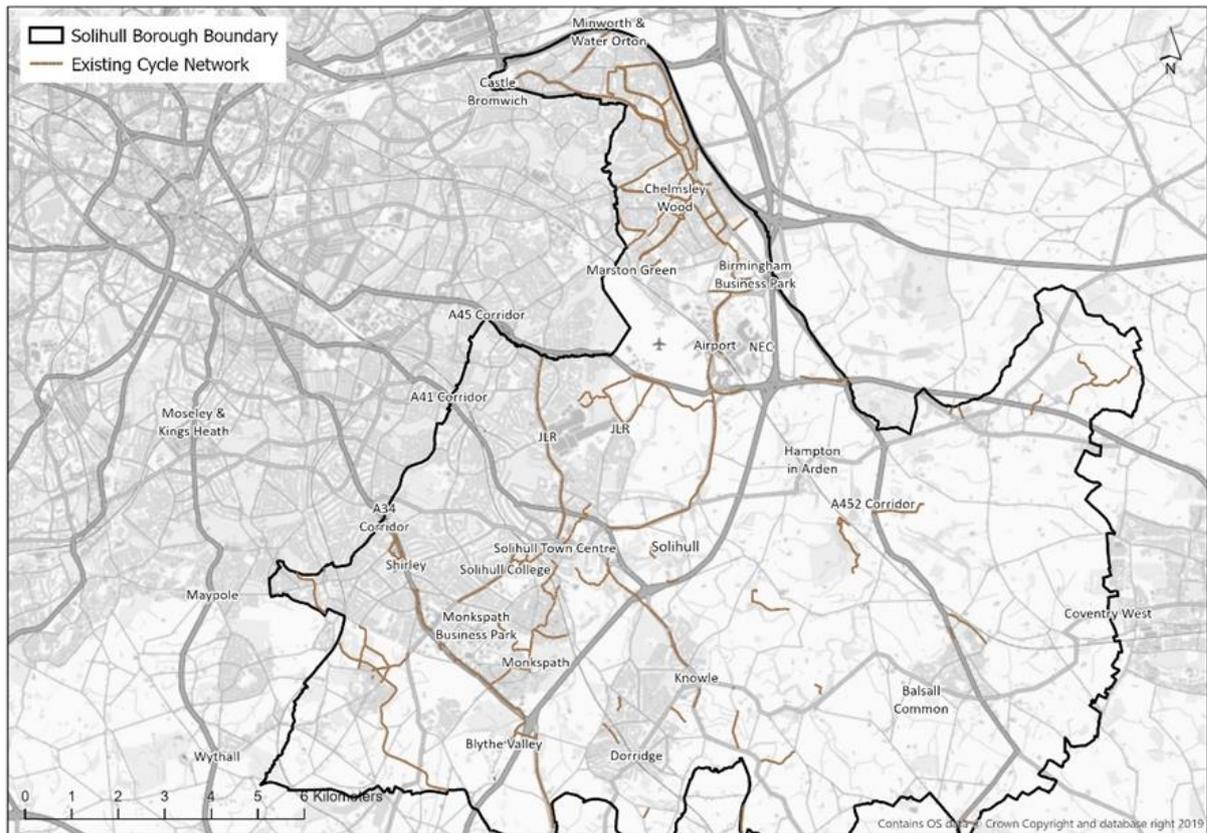 Solihull Borough Boundary
Existing Cycle Network
Minworth &
Water Orton
N
Castle
Bromwich
Chelmsley
Wood
Marston Green
Birmingham
Business Park
A45 Corridor
Airport
NEC
A41 Corridor
Moseley &
Kings Heath
JLR
JLR
Hampton
in Arden
A452 Corridor
A34
Corridor
Solihull Town Centre
Solihull
Shirley
Solihull College
Maypole
Monkspath
Business Park
Coventry West
Monkspath
Knowle
Balsall
Common
Blythe Valley
Wythall
Dorridge
0 1 2 3 4 5 6 Kilometers
Contains OS data © Crown Copyright and database right 2019